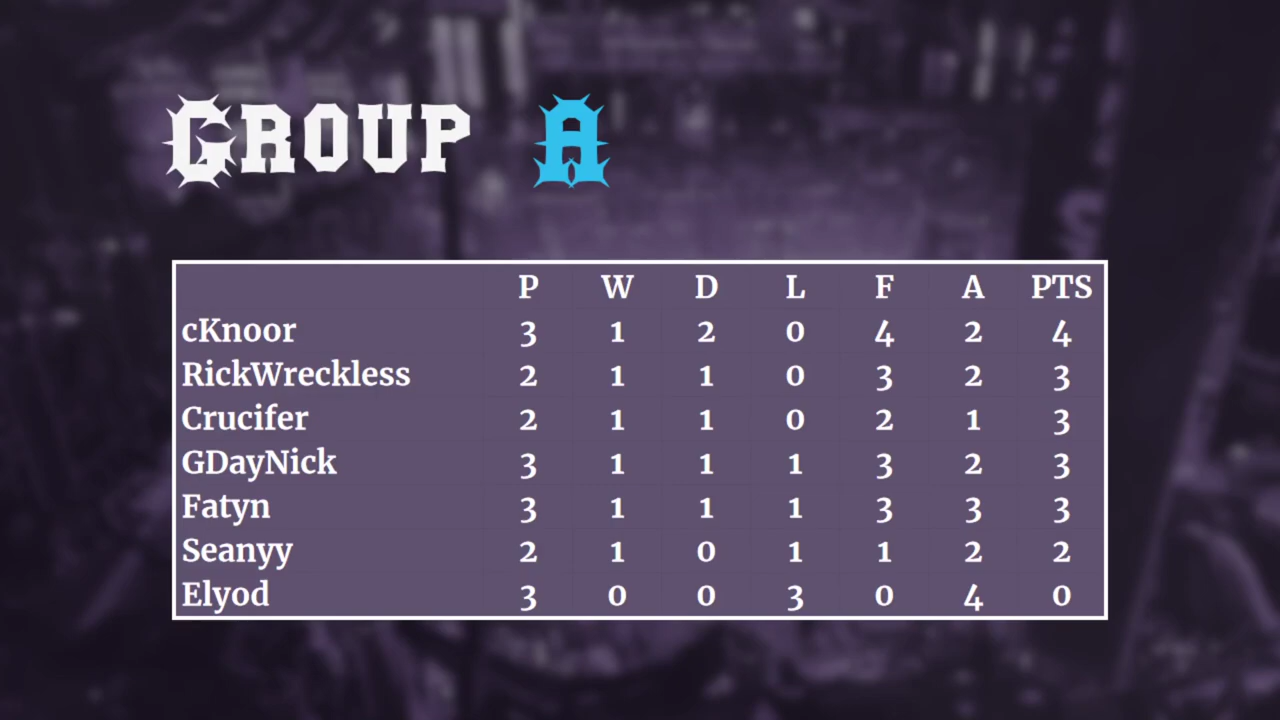 Group A
P W D L F A PTS
cKnoor 3 1 2 0 4 2 4
RickWreckless 2 1 1 0 3 2 3
Crucifer 2 1 1 0 2 1 3
GDayNick 3 1 1 1 3 2 3
Fatyn 3 1 1 1 3 3 3
Seanyy 2 1 0 1 1 2 2
Elyod 3 0 0 3 0 4 0